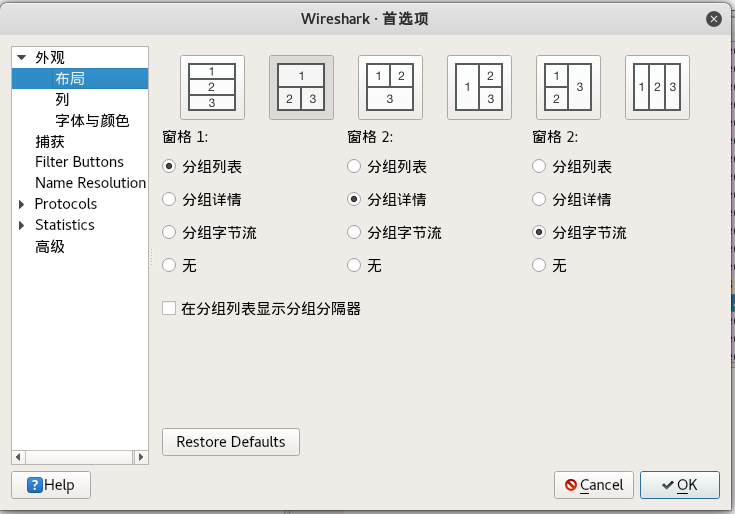 Wireshark · 首选项
外观
布局
列
字体与颜色
捕获
Filter Buttons
Name Resolution
Protocols
Statistics
高级
1
2
3
1
2 3
1 2
3
1 2
3
1 3
2
1 2 3
窗格 1: 窗格 2: 窗格 2:
分组列表 分组列表 分组列表
分组详情 分组详情 分组详情
分组字节流 分组字节流 分组字节流
无 无 无
在分组列表显示分组分隔器
Restore Defaults
Help Cancel OK